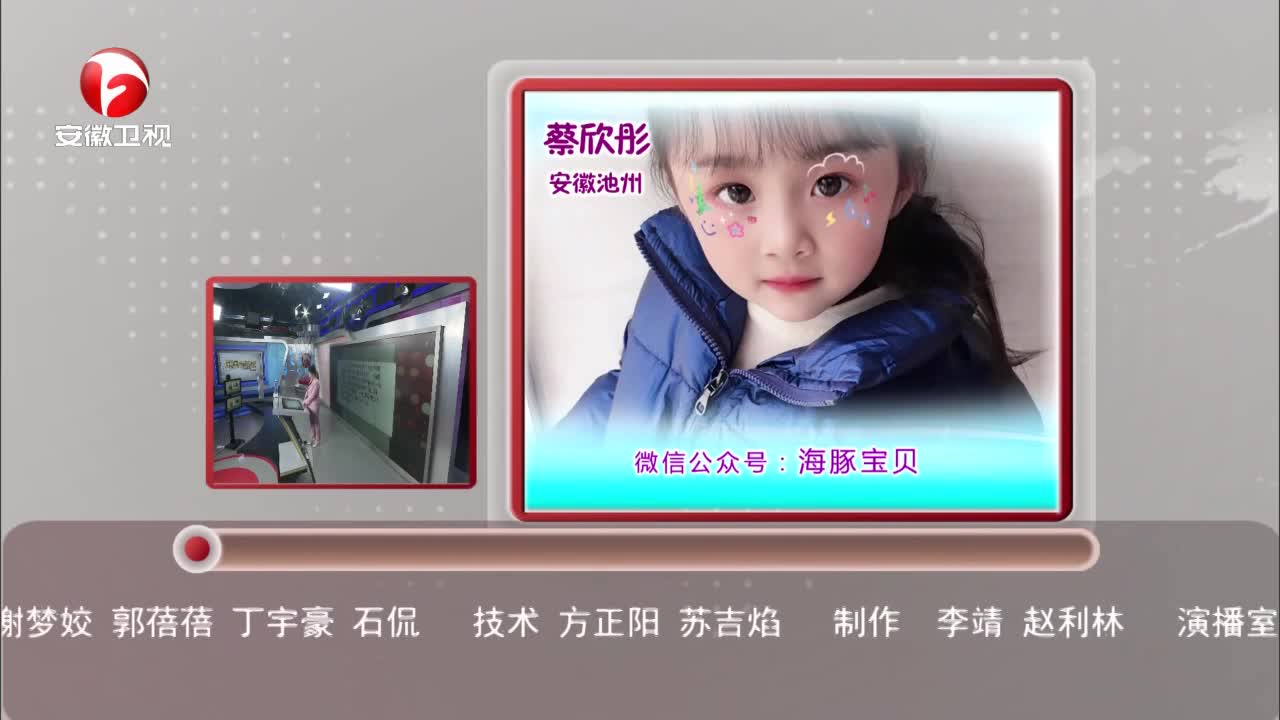 安徽卫视
蔡欣彤
安徽池州
微信公众号：海豚宝贝
谢梦姣 郭蓓蓓 丁宇豪 石侃 技术 方正阳 苏吉焰 制作 李靖 赵利林 演播室